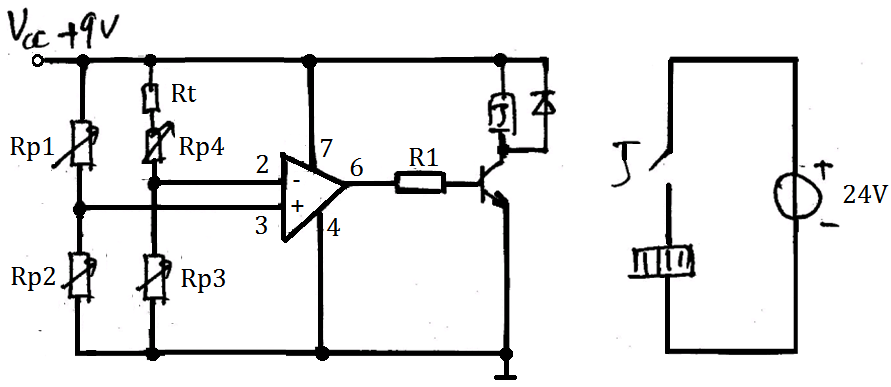 Vcc +9V
Rt
Rp1
Rp4
7
J
2
-
6
R1
+
3
4
Rp2
Rp3
J
+
24V
-